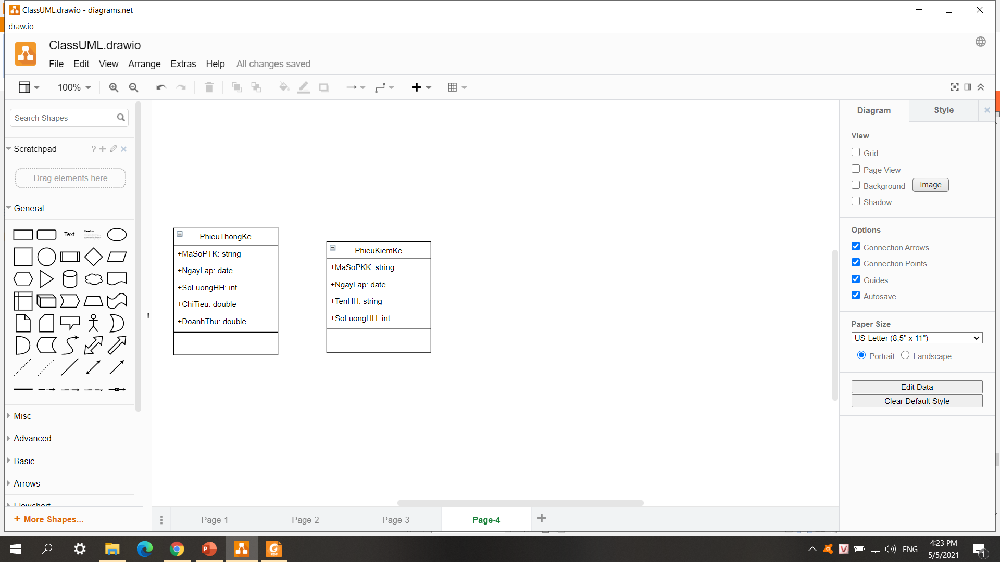 ClassUML.drawio - diagrams.net
draw.io
ClassUML.drawio
File Edit View Arrange Extras Help All changes saved
100%
Search Shapes
Scratchpad ?
Drag elements here
General
Text
Heading
Misc
Advanced
Basic
Arrows
Flowchart
+ More Shapes...
PhieuThongKe
+MaSoPTK: string
+NgayLap: date
+SoLuongHH: int
+ChiTieu: double
+DoanhThu: double
PhieuKiemKe
+MaSoPKK: string
+NgayLap: date
+TenHH: string
+SoLuongHH: int
Page-1 Page-2 Page-3 Page-4
Diagram Style
View
Grid
Page View
Background Image
Shadow
Options
Connection Arrows
Connection Points
Guides
Autosave
Paper Size
US-Letter (8,5" x 11")
Portrait Landscape
Edit Data
Clear Default Style
ENG
4:23 PM
5/5/2021
1